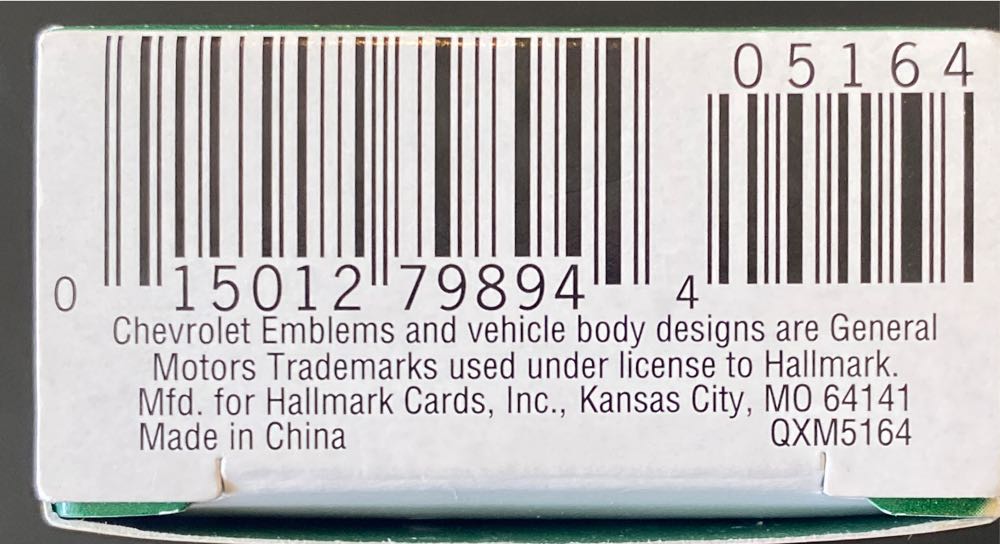 05164
0 15012 79894 4
Chevrolet Emblems and vehicle body designs are General
Motors Trademarks used under license to Hallmark.
Mfd. for Hallmark Cards, Inc., Kansas City, MO 64141
Made in China QXM5164